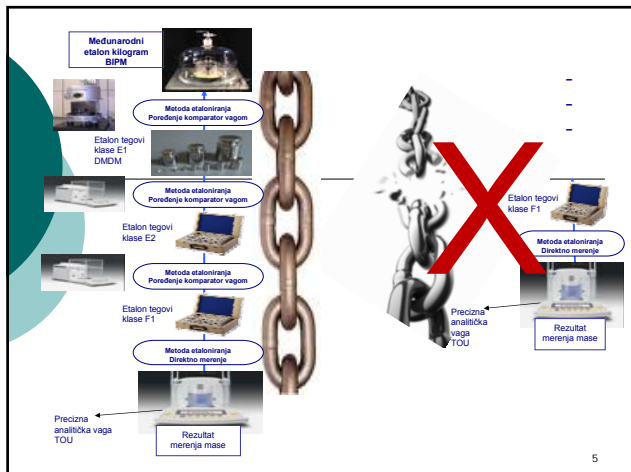 Međunarodni
etalon kilogram
BIPM
Metoda etaloniranja
Poređenje komparator vagom
Etalon tegovi
klase E1
DMDM
Metoda etaloniranja
Poređenje komparator vagom
Etalon tegovi
klase E2
Metoda etaloniranja
Poređenje komparator vagom
Etalon tegovi
klase F1
Metoda etaloniranja
Direktno merenje
Precizna
analitička vaga
TOU
Rezultat
merenja mase
-
-
-
X
Etalon tegovi
klase F1
Metoda etaloniranja
Direktno merenje
Precizna
analitička
vaga
TOU
Rezultat
merenja mase
5